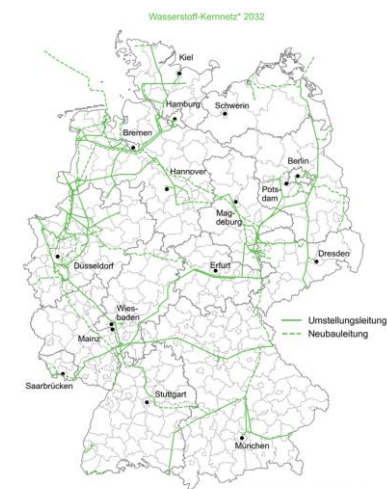 Wasserstoff-Kernnetz* 2032
Kiel
Hamburg
Schwerin
Bremen
Hannover
Berlin
Pots-
dam
Mag-
deburg
Düsseldorf
Erfurt
Dresden
Wies-
baden
Mainz
Umstellungsleitung
Neubauleitung
Saarbrücken
Stuttgart
München